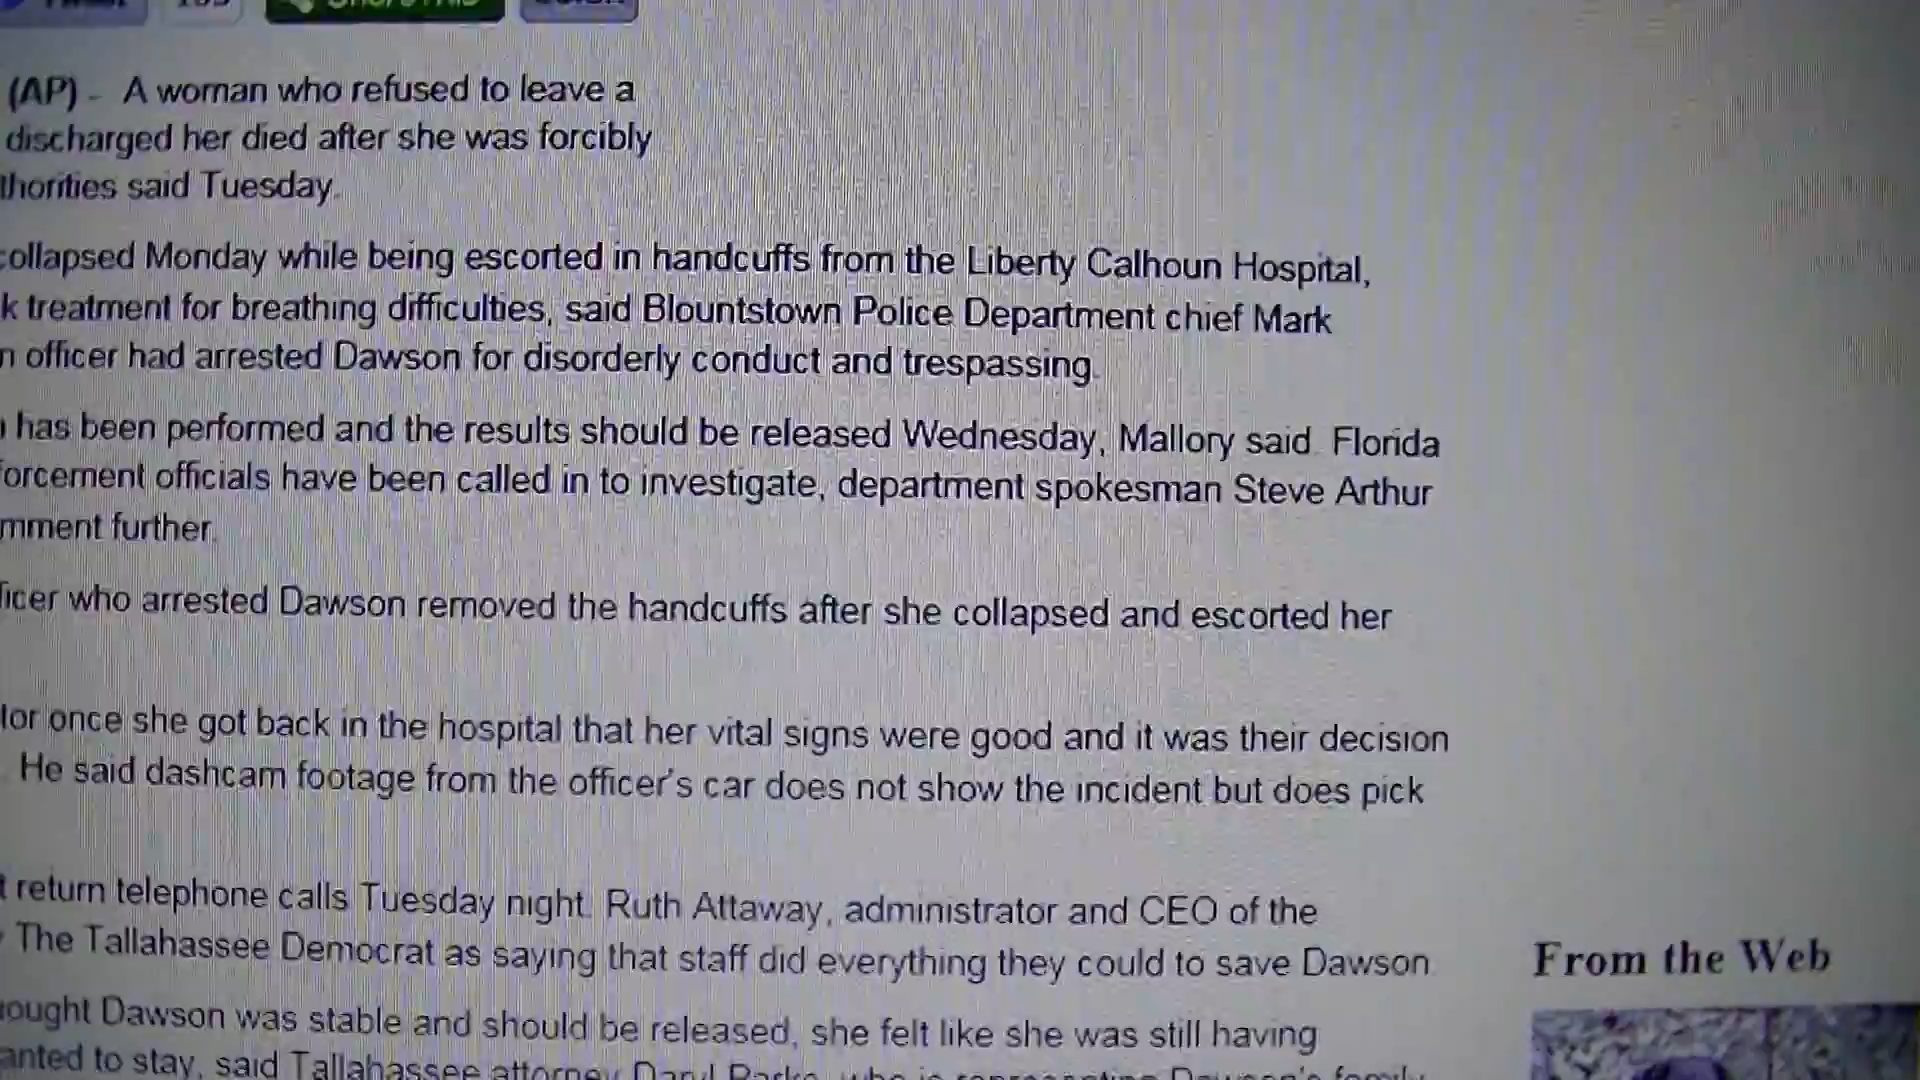 (AP) - A woman who refused to leave a
discharged her died after she was forcibly
thorities said Tuesday.
collapsed Monday while being escorted in handcuffs from the Liberty Calhoun Hospital,
k treatment for breathing difficulties, said Blountstown Police Department chief Mark
n officer had arrested Dawson for disorderly conduct and trespassing.
has been performed and the results should be released Wednesday, Mallory said. Florida
forcement officials have been called in to investigate, department spokesman Steve Arthur
mment further.
ficer who arrested Dawson removed the handcuffs after she collapsed and escorted her
lor once she got back in the hospital that her vital signs were good and it was their decision
He said dashcam footage from the officer's car does not show the incident but does pick
t return telephone calls Tuesday night. Ruth Attaway, administrator and CEO of the
The Tallahassee Democrat as saying that staff did everything they could to save Dawson
From the Web
ought Dawson was stable and should be released, she felt like she was still having
anted to stay, said Tallahassee attorney Daryl Parks, who is representing Dawson's family